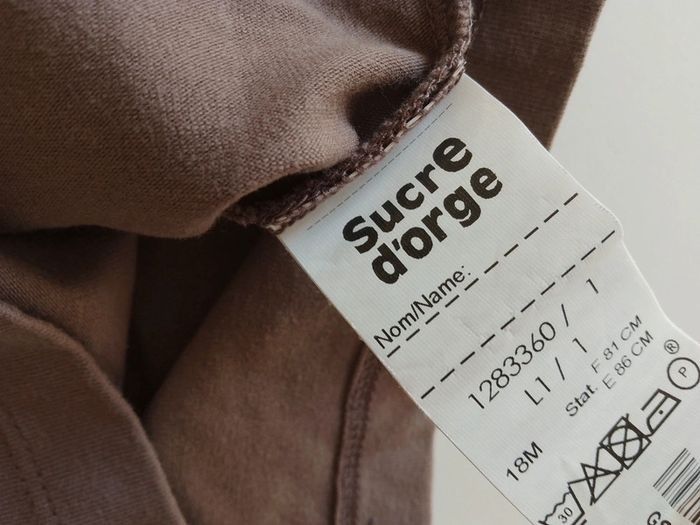 Sucre
d'orge
Nom/Name:
1283360 / 1
L1 / 1
Stat. F 81 CM
E 86 CM
18M
®
P
30